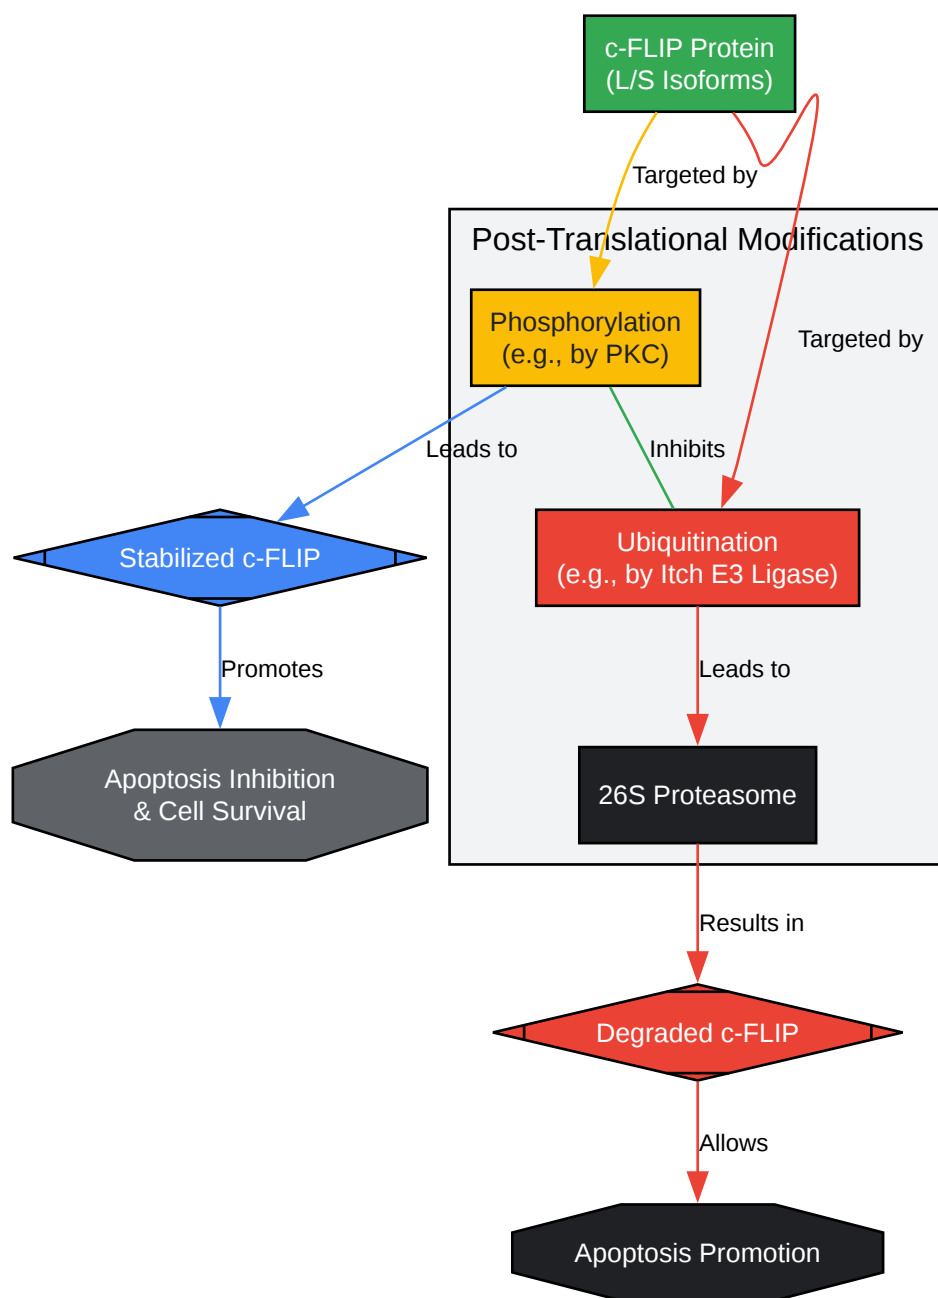 c-FLIP Protein
(L/S Isoforms)
Targeted by
Post-Translational Modifications
Phosphorylation
(e.g., by PKC)
Targeted by
Leads to
Inhibits
Stabilized c-FLIP
Ubiquitination
(e.g., by Itch E3 Ligase)
Promotes
Leads to
Apoptosis Inhibition
& Cell Survival
26S Proteasome
Results in
Degraded c-FLIP
Allows
Apoptosis Promotion